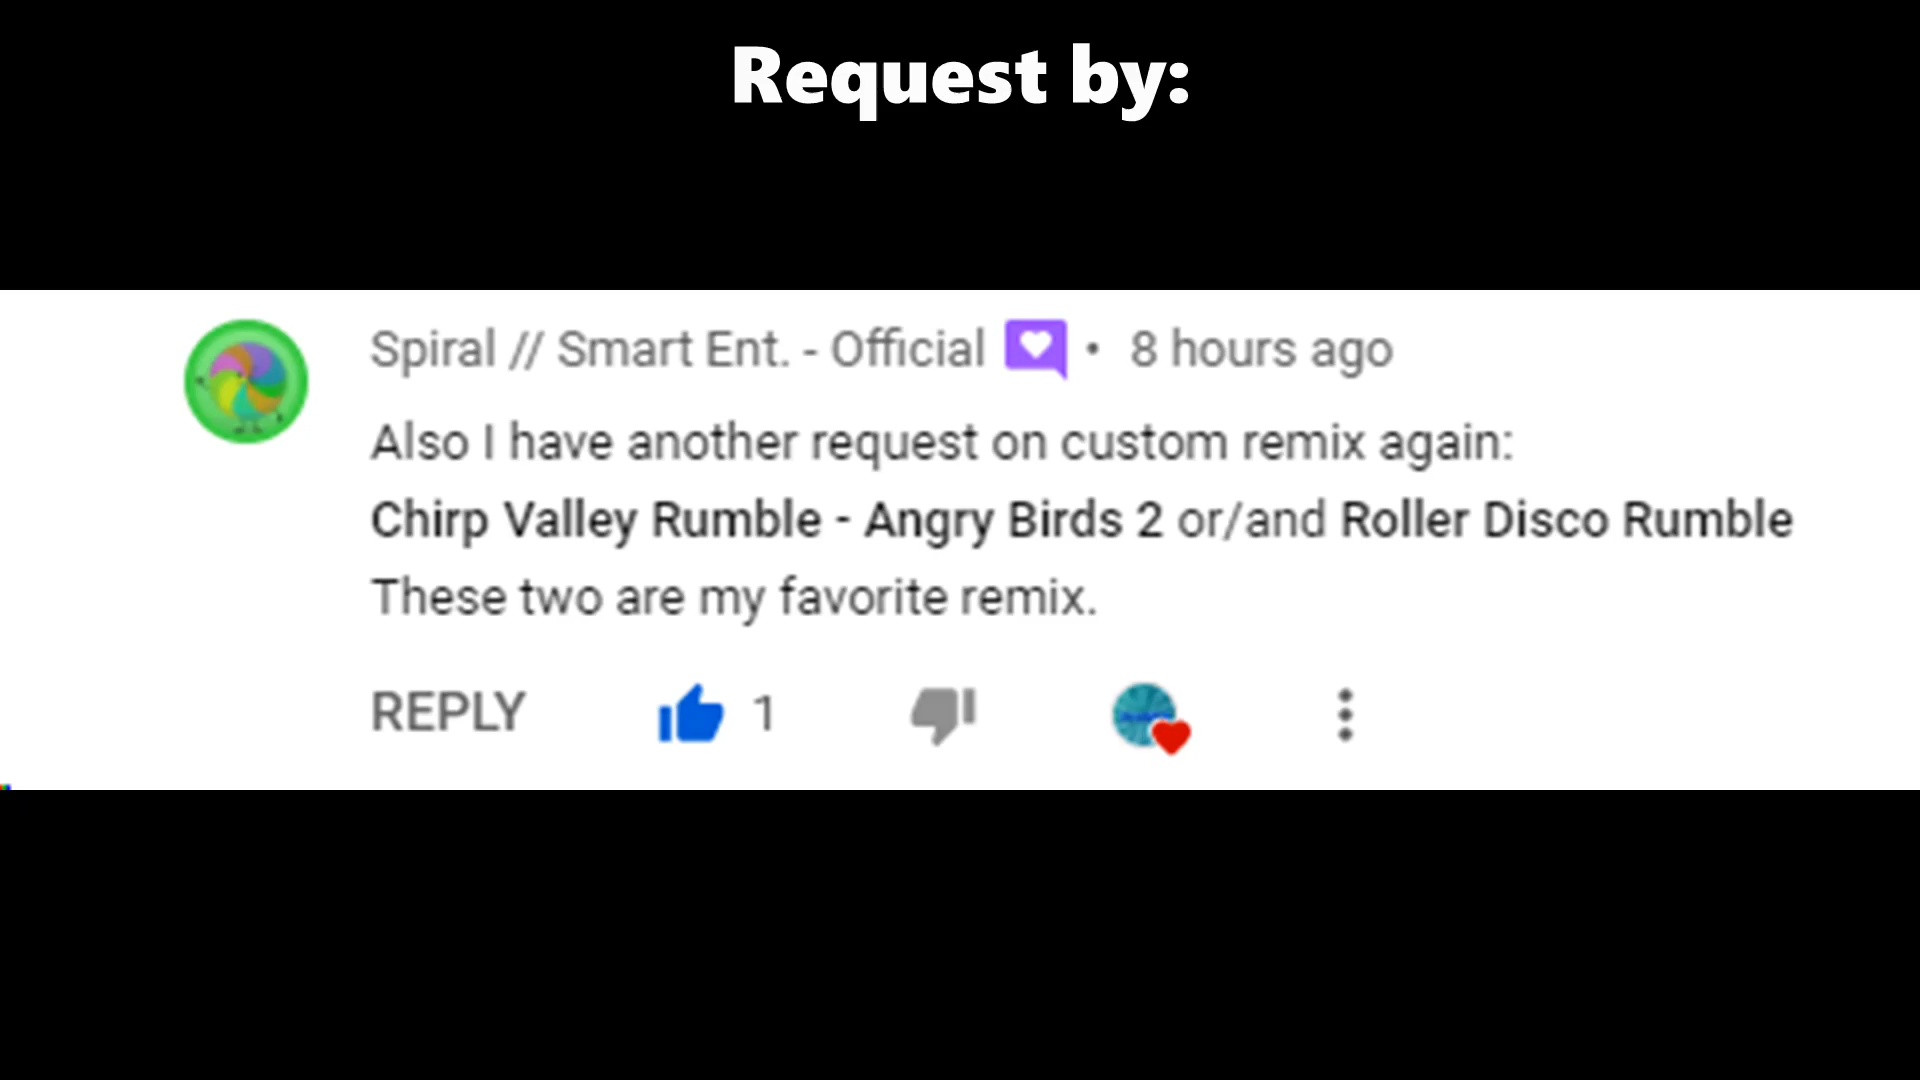 Request by:
Spiral // Smart Ent. - Official • 8 hours ago
Also I have another request on custom remix again:
Chirp Valley Rumble - Angry Birds 2 or/and Roller Disco Rumble
These two are my favorite remix.
REPLY 1